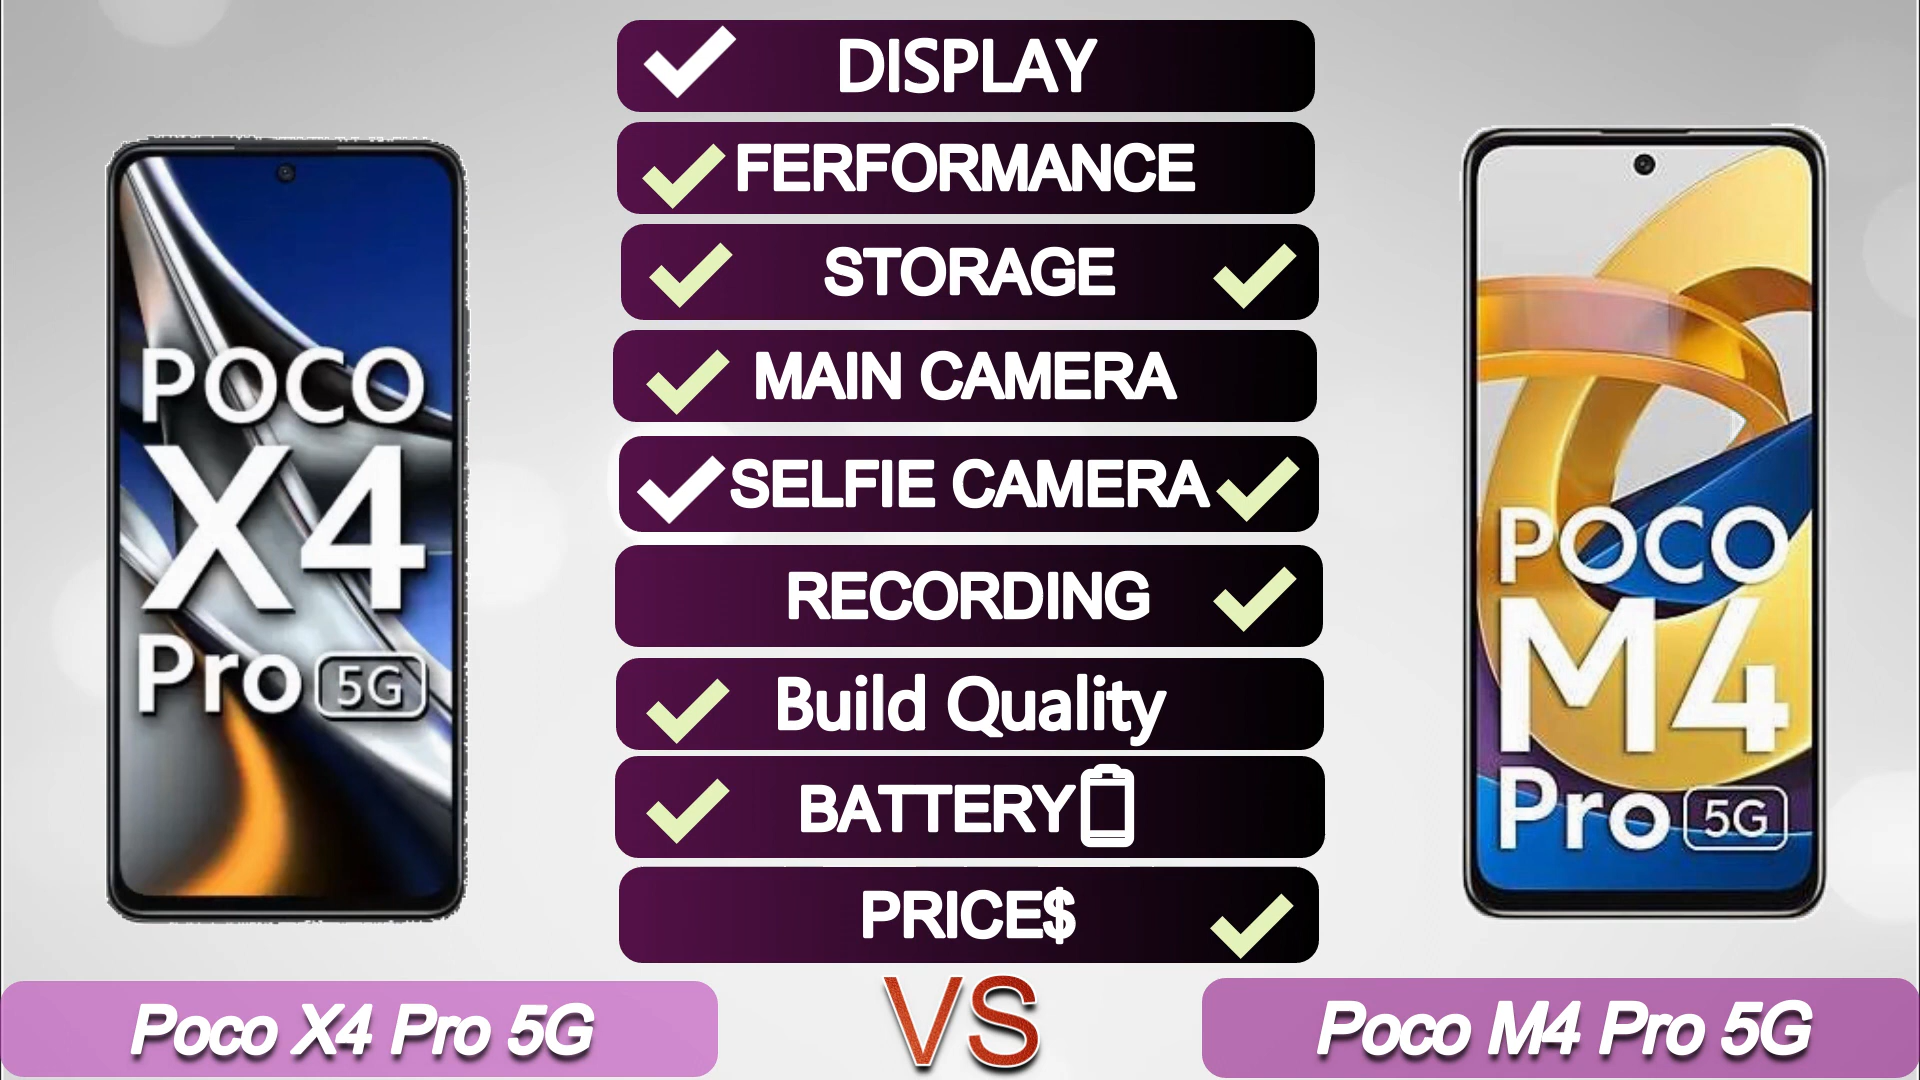 DISPLAY
FERFORMANCE
STORAGE
MAIN CAMERA
SELFIE CAMERA
RECORDING
Build Quality
BATTERY
PRICE$
POCO
X4
Pro 5G
POCO
M4
Pro 5G
Poco X4 Pro 5G
VS
Poco M4 Pro 5G